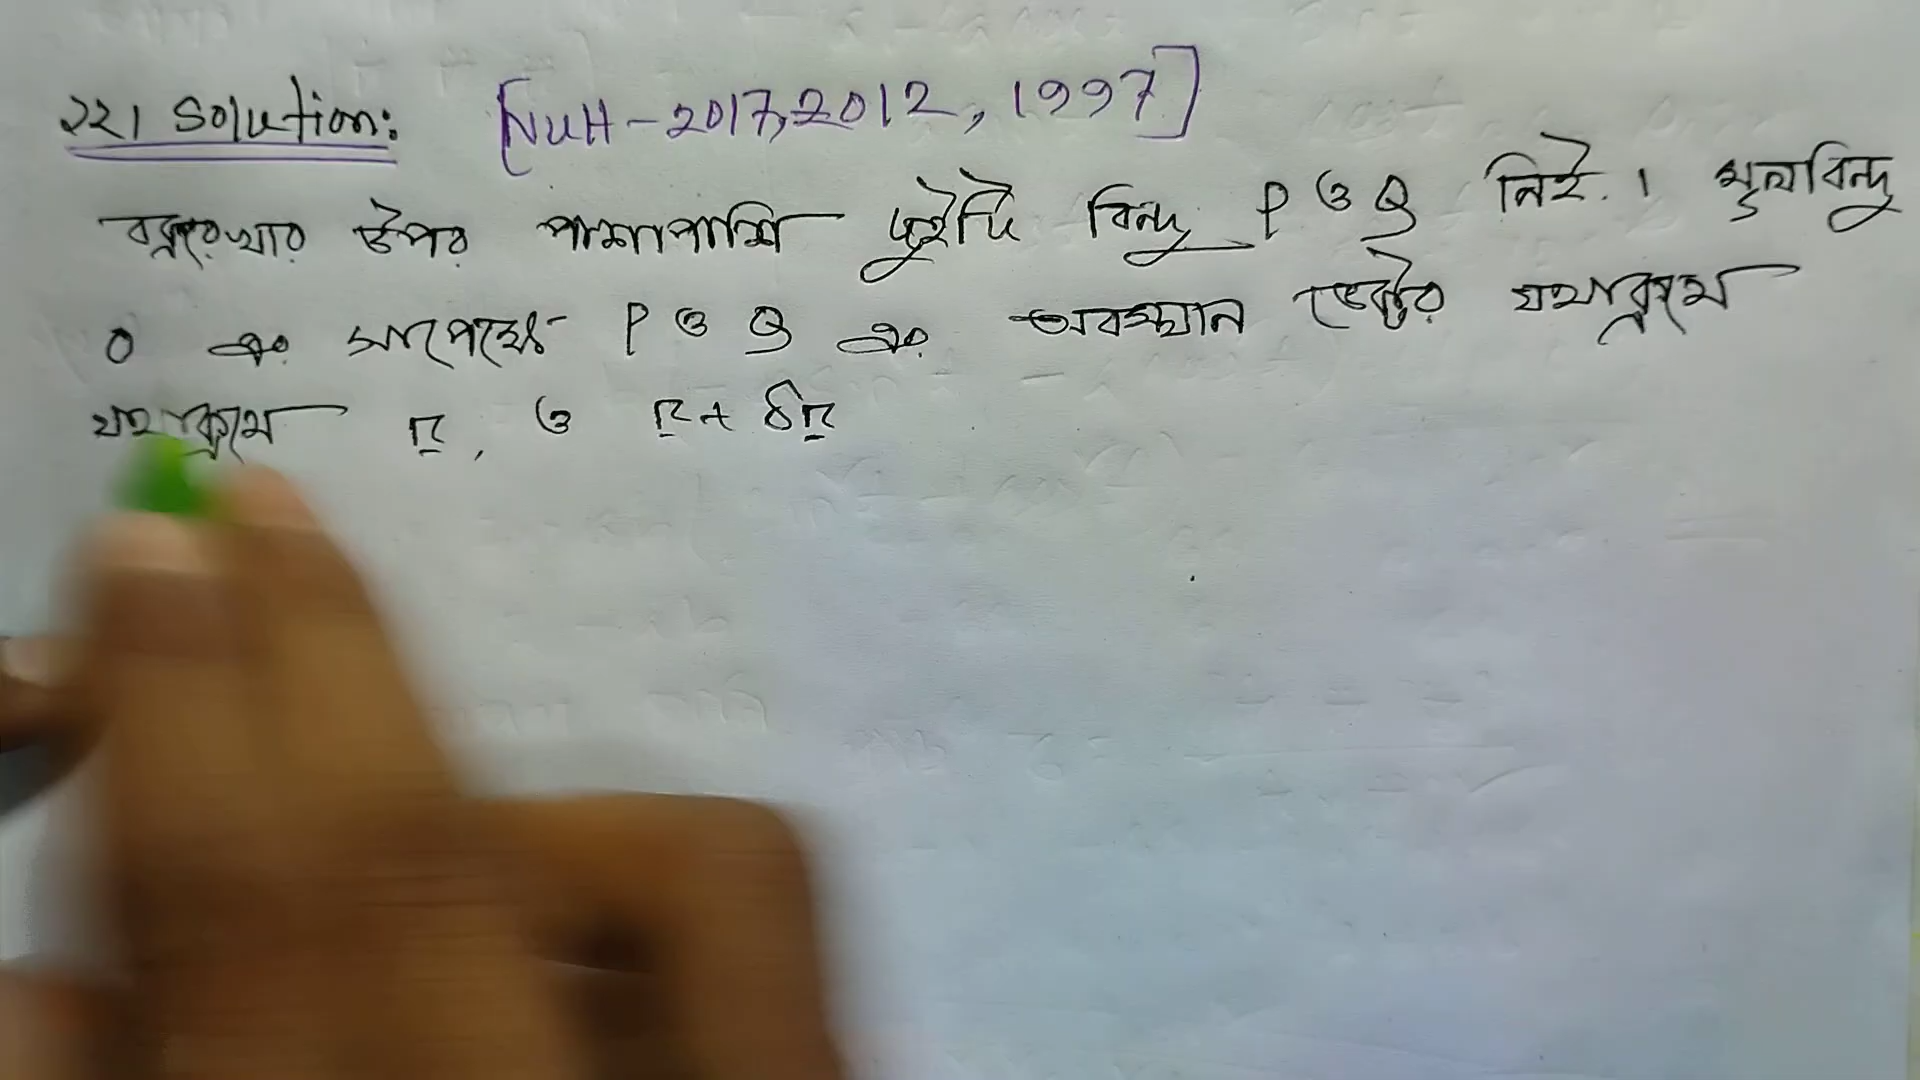 ২২। Solution: [NUH-2017,2012, 1997]
বক্ররেখার উপর পাশাপাশি দুইটি বিন্দু P ও Q নিই। মূলবিন্দু
O এর সাপেক্ষে P ও Q এর অবস্থান ভেক্টর যথাক্রমে
যথাক্রমে r, ও r + δr